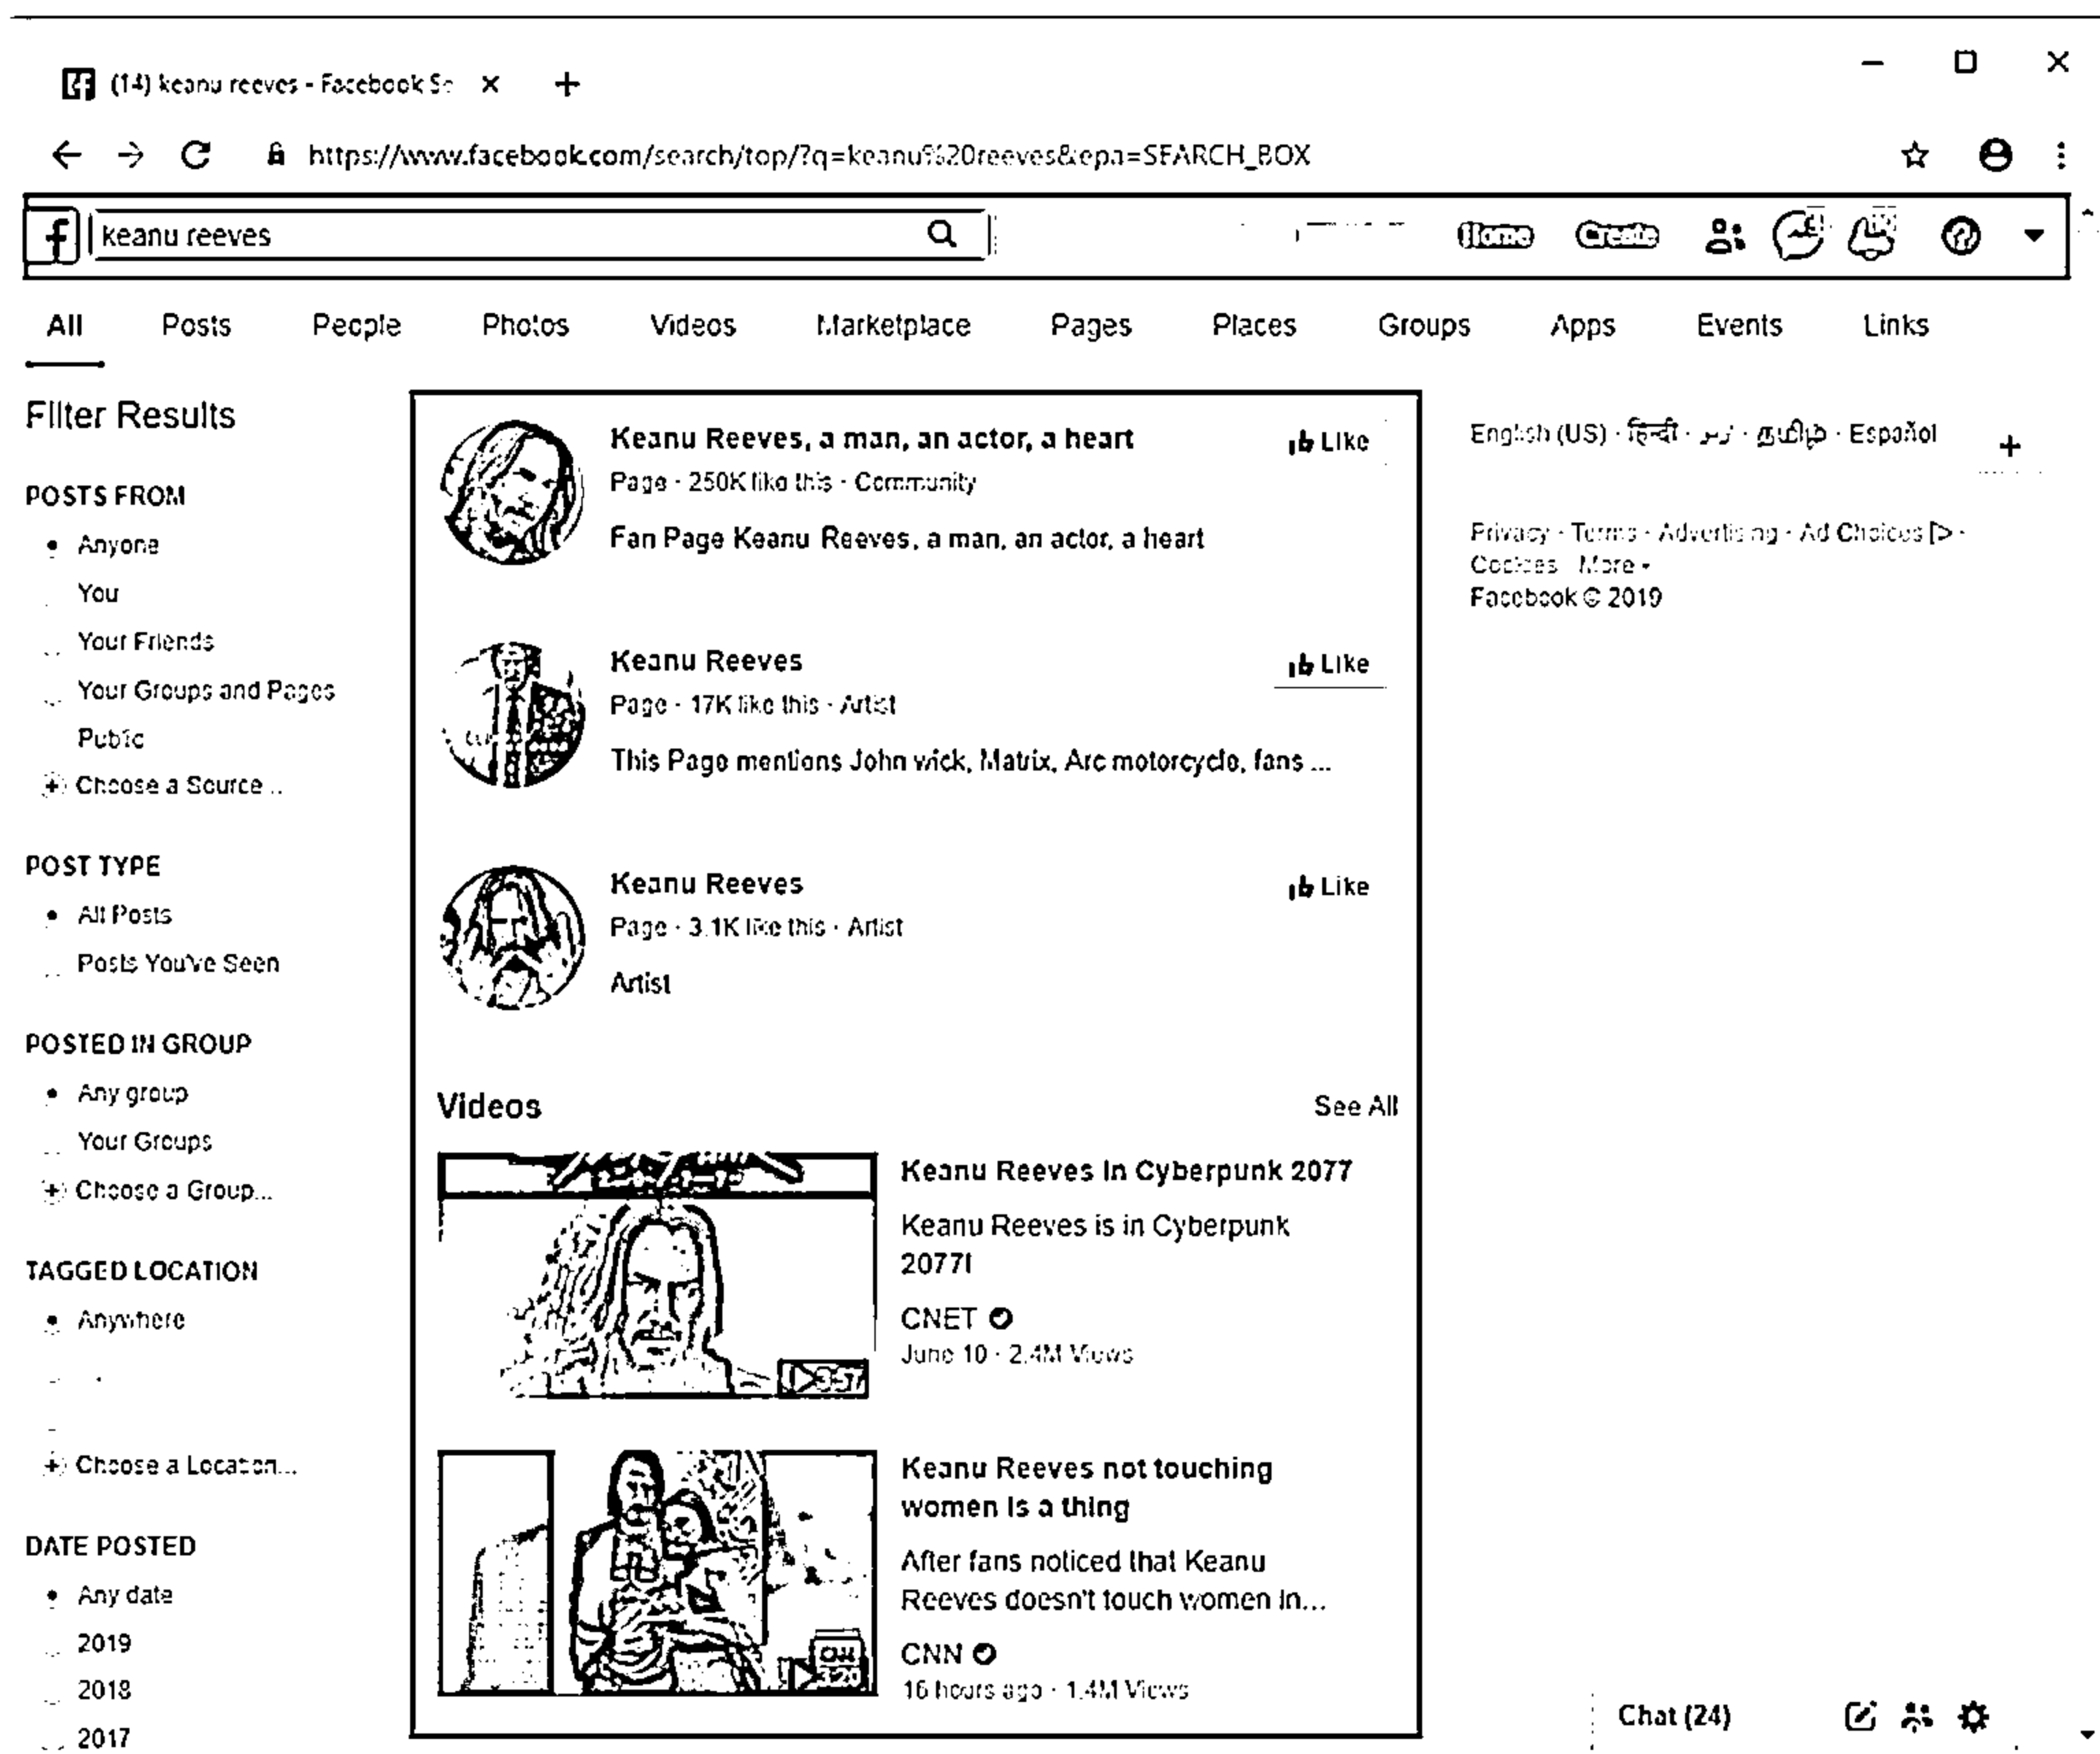 (14) keanu reeves - Facebook Se
https://www.facebook.com/search/top/?q=keanu%20reeves&epa=SEARCH_BOX
keanu reeves
Home Create
All Posts People Photos Videos Marketplace Pages Places Groups Apps Events Links
Filter Results
POSTS FROM
Anyone
You
Your Friends
Your Groups and Pages
Public
Choose a Source...
POST TYPE
All Posts
Posts You've Seen
POSTED IN GROUP
Any group
Your Groups
Choose a Group...
TAGGED LOCATION
Anywhere
Choose a Location...
DATE POSTED
Any date
2019
2018
2017
Keanu Reeves, a man, an actor, a heart
Like
Page · 250K like this · Community
Fan Page Keanu Reeves, a man, an actor, a heart
Keanu Reeves
Like
Page · 17K like this · Artist
This Page mentions John wick, Matrix, Arc motorcycle, fans ...
Keanu Reeves
Like
Page · 3.1K like this · Artist
Artist
Videos
See All
3:57
Keanu Reeves in Cyberpunk 2077
Keanu Reeves is in Cyberpunk
2077!
CNET
June 10 · 2.4M Views
3:20
Keanu Reeves not touching
women is a thing
After fans noticed that Keanu
Reeves doesn't touch women in...
CNN
16 hours ago · 1.4M Views
English (US) · हिन्दी · اردو · தமிழ் · Español
Privacy · Terms · Advertising · Ad Choices ·
Cookies · More
Facebook © 2019
Chat (24)